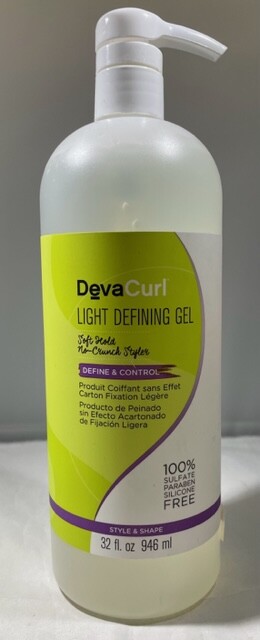 DevaCurl
LIGHT DEFINING GEL
Soft Hold
No-Crunch Styler
DEFINE & CONTROL
Produit Coiffant sans Effet
Carton Fixation Légère
Producto de Peinado
sin Efecto Acartonado
de Fijación Ligera
100%
SULFATE
PARABEN
SILICONE
FREE
STYLE & SHAPE
32 fl. oz 946 ml